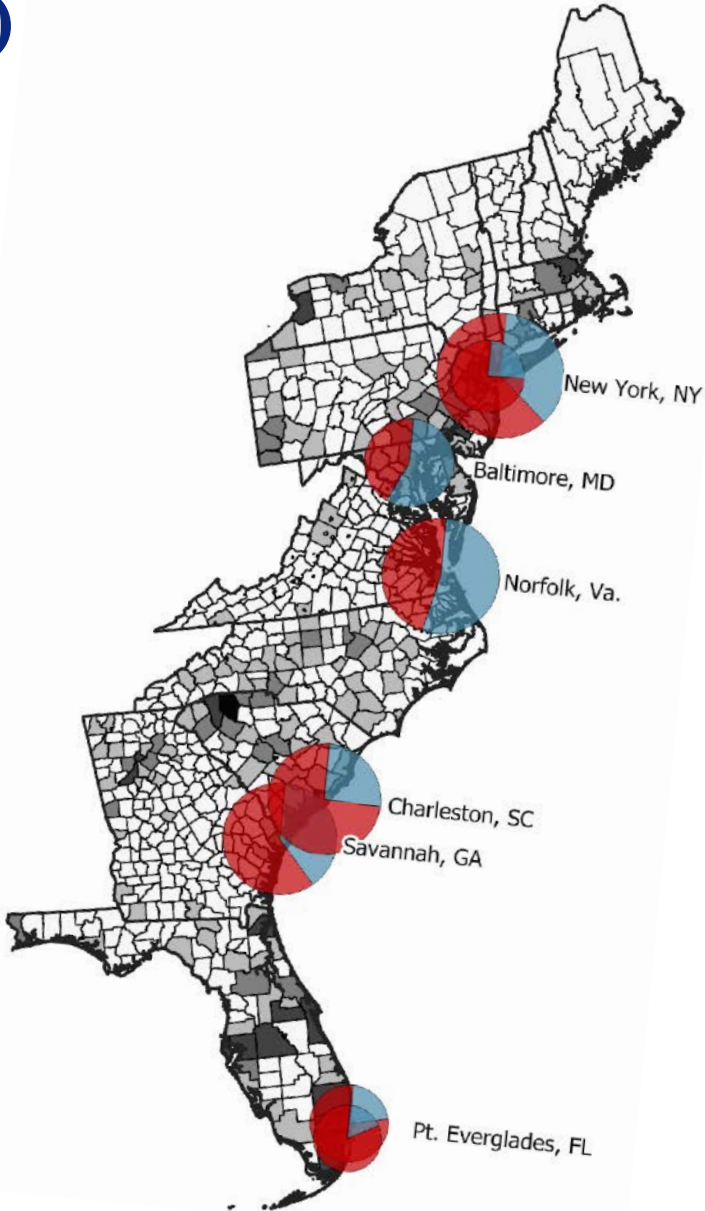 )
New York, NY
Baltimore, MD
Norfolk, Va.
Charleston, SC
Savannah, GA
Pt. Everglades, FL